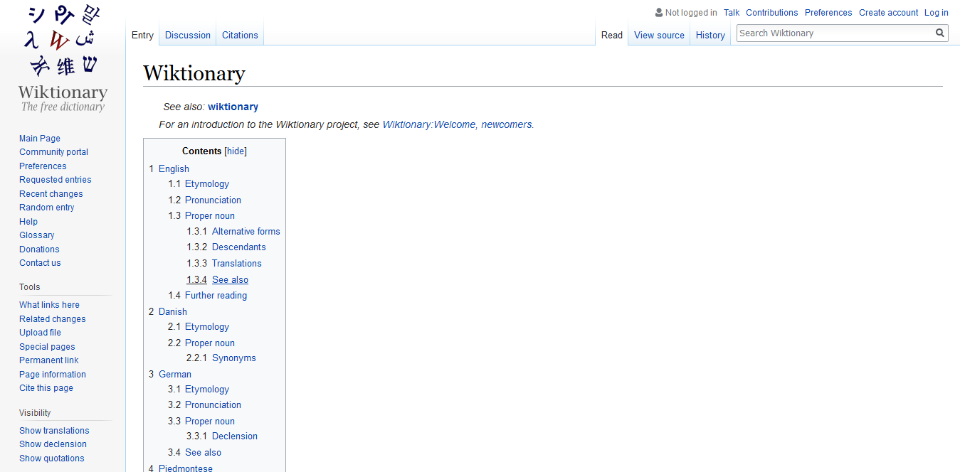 Not logged in Talk Contributions Preferences Create account Log in
Entry Discussion Citations Read View source History Search Wiktionary
W
维
Wiktionary
The free dictionary
Main Page
Community portal
Preferences
Requested entries
Recent changes
Random entry
Help
Glossary
Donations
Contact us
Tools
What links here
Related changes
Upload file
Special pages
Permanent link
Page information
Cite this page
Visibility
Show translations
Show declension
Show quotations
Wiktionary
See also: wiktionary
For an introduction to the Wiktionary project, see Wiktionary:Welcome, newcomers.
Contents [hide]
1 English
1.1 Etymology
1.2 Pronunciation
1.3 Proper noun
1.3.1 Alternative forms
1.3.2 Descendants
1.3.3 Translations
1.3.4 See also
1.4 Further reading
2 Danish
2.1 Etymology
2.2 Proper noun
2.2.1 Synonyms
3 German
3.1 Etymology
3.2 Pronunciation
3.3 Proper noun
3.3.1 Declension
3.4 See also
4 Piedmontese